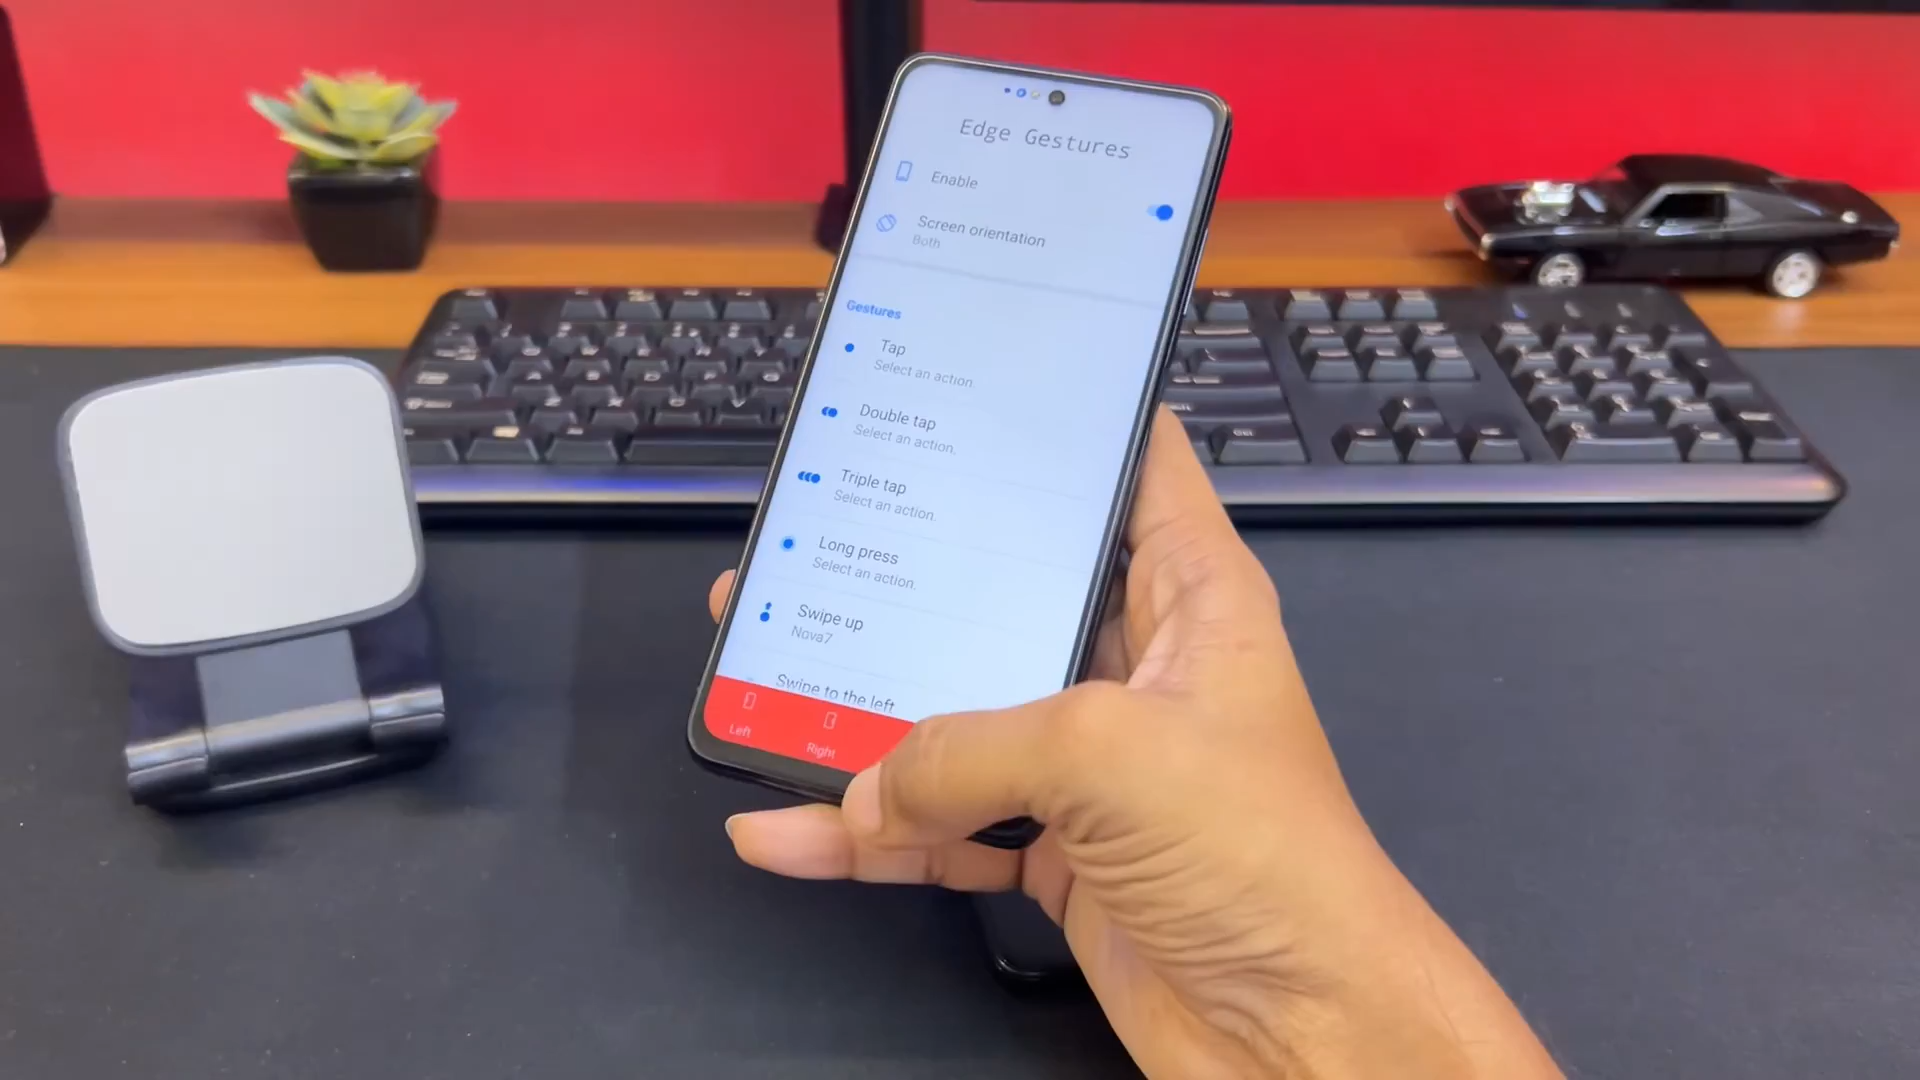 Edge Gestures
Enable
Screen orientation
Both
Gestures
Tap
Select an action.
Double tap
Select an action.
Triple tap
Select an action.
Long press
Select an action.
Swipe up
Nova7
Swipe to the left
Left
Right